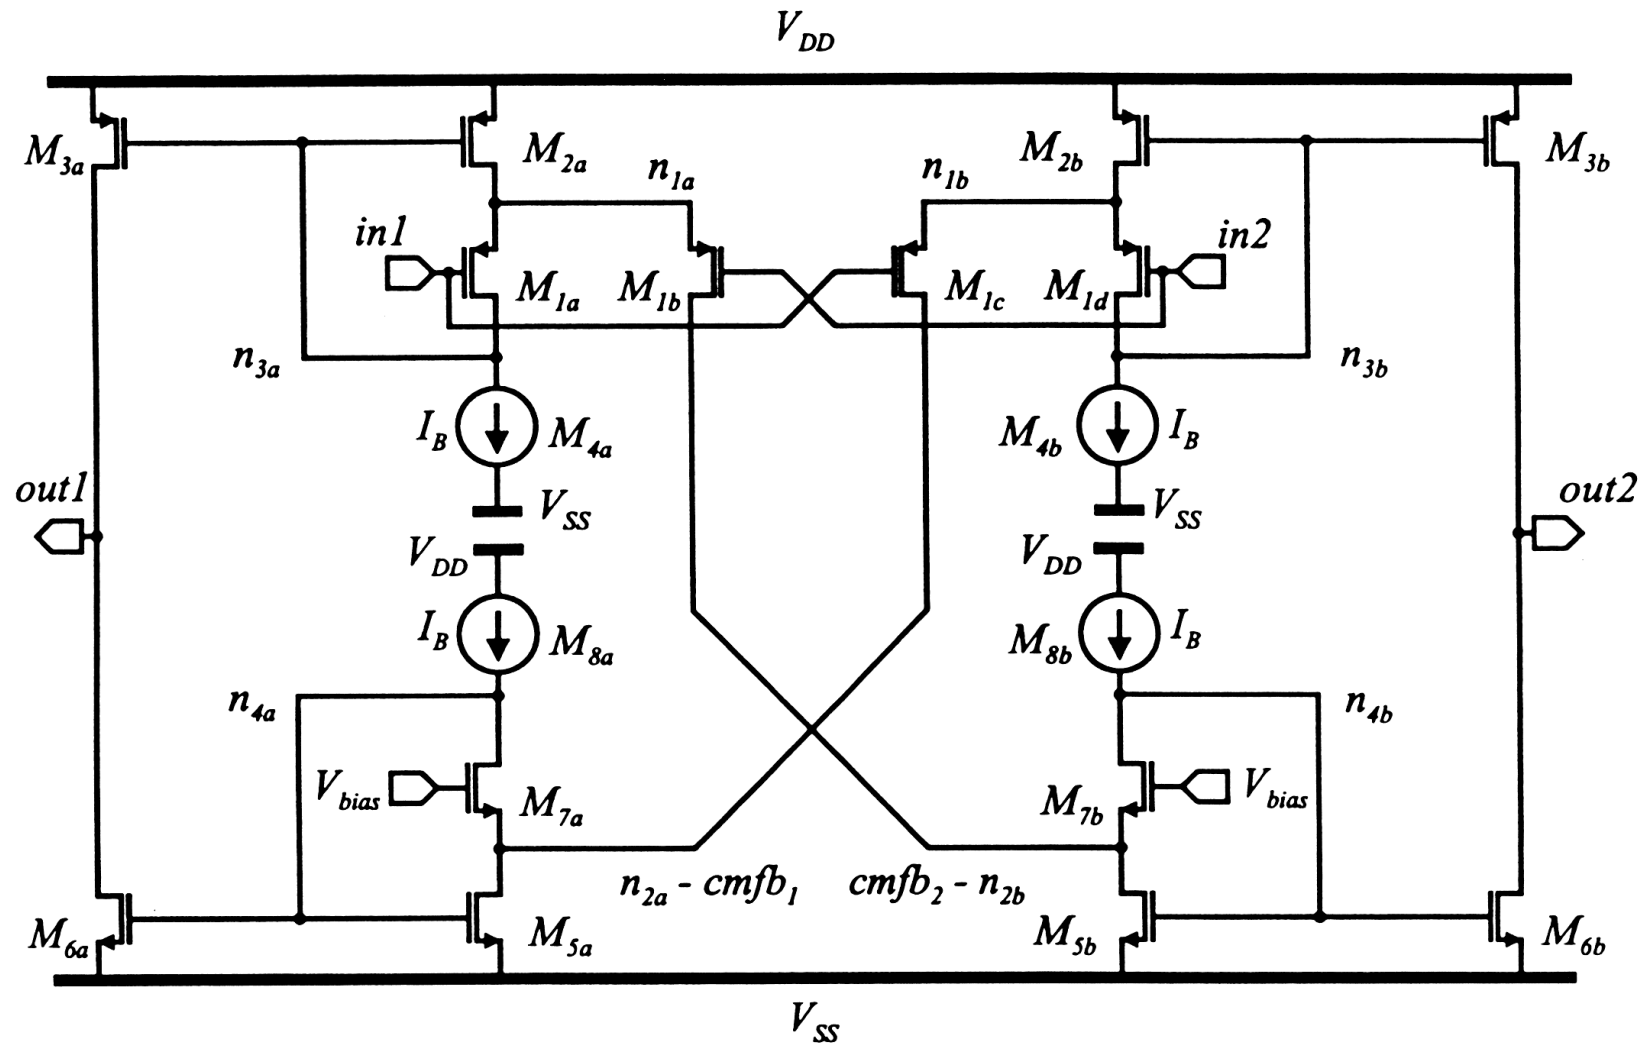 V_DD
M_3a M_2a n_1a n_1b M_2b M_3b
in1 in2
M_1a M_1b M_1c M_1d
n_3a n_3b
I_B M_4a M_4b I_B
out1 V_SS V_SS out2
V_DD V_DD
I_B M_8a M_8b I_B
n_4a n_4b
V_bias M_7a M_7b V_bias
n_2a - cmfb_1 cmfb_2 - n_2b
M_6a M_5a M_5b M_6b
V_SS